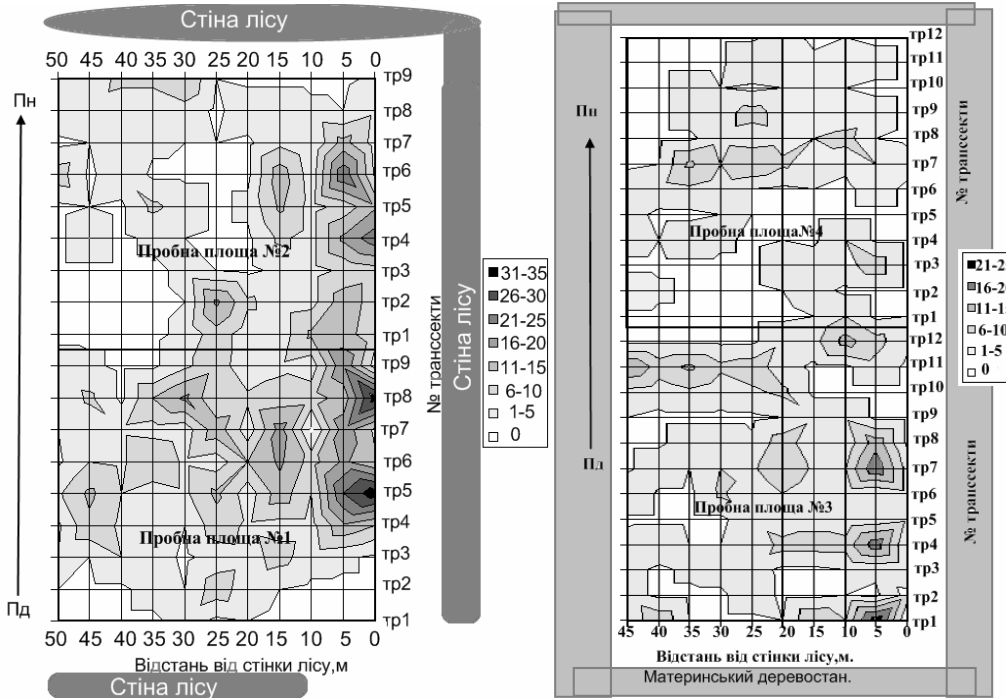 Стіна лісу
50 45 40 35 30 25 20 15 10 5 0
Пн
Пд
тр9
тр8
тр7
тр6
тр5
тр4
тр3
тр2
тр1
тр9
тр8
тр7
тр6
тр5
тр4
тр3
тр2
тр1
Пробна площа №2
Пробна площа №1
50 45 40 35 30 25 20 15 10 5 0
Відстань від стінки лісу,м
Стіна лісу
№ транссекти
Стіна лісу
31-35
26-30
21-25
16-20
11-15
6-10
1-5
0
Пн
Пд
тр12
тр11
тр10
тр9
тр8
тр7
тр6
тр5
тр4
тр3
тр2
тр1
тр12
тр11
тр10
тр9
тр8
тр7
тр6
тр5
тр4
тр3
тр2
тр1
Пробна площа№4
Пробна площа №3
45 40 35 30 25 20 15 10 5 0
Відстань від стінки лісу,м.
Материнський деревостан.
№ транссекти
№ транссекти
6-10
1-5
0